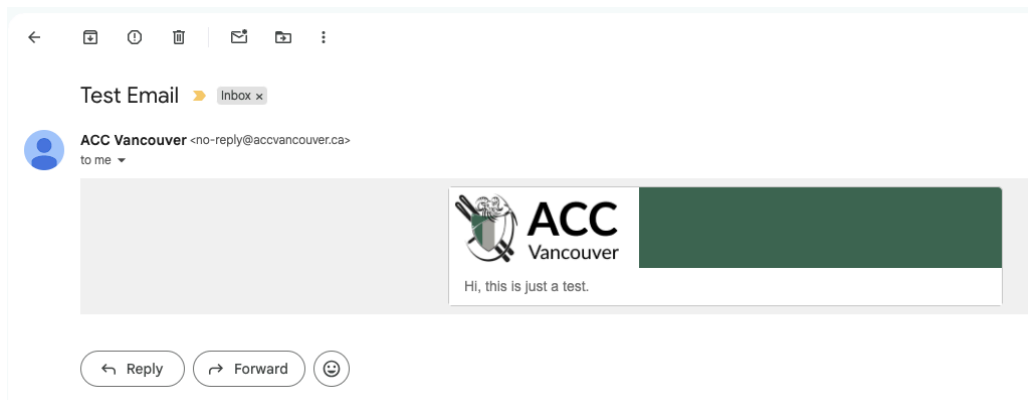 Test Email Inbox ×
ACC Vancouver <no-reply@accvancouver.ca>
to me
ACC
Vancouver
Hi, this is just a test.
Reply Forward